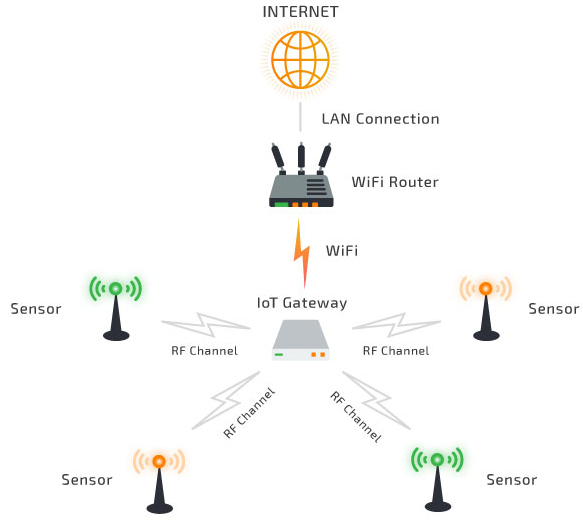 INTERNET
LAN Connection
WiFi Router
WiFi
IoT Gateway
Sensor
Sensor
RF Channel
RF Channel
RF Channel
RF Channel
Sensor
Sensor